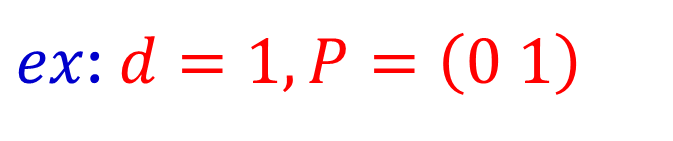 ex: d = 1, P = (0 1)